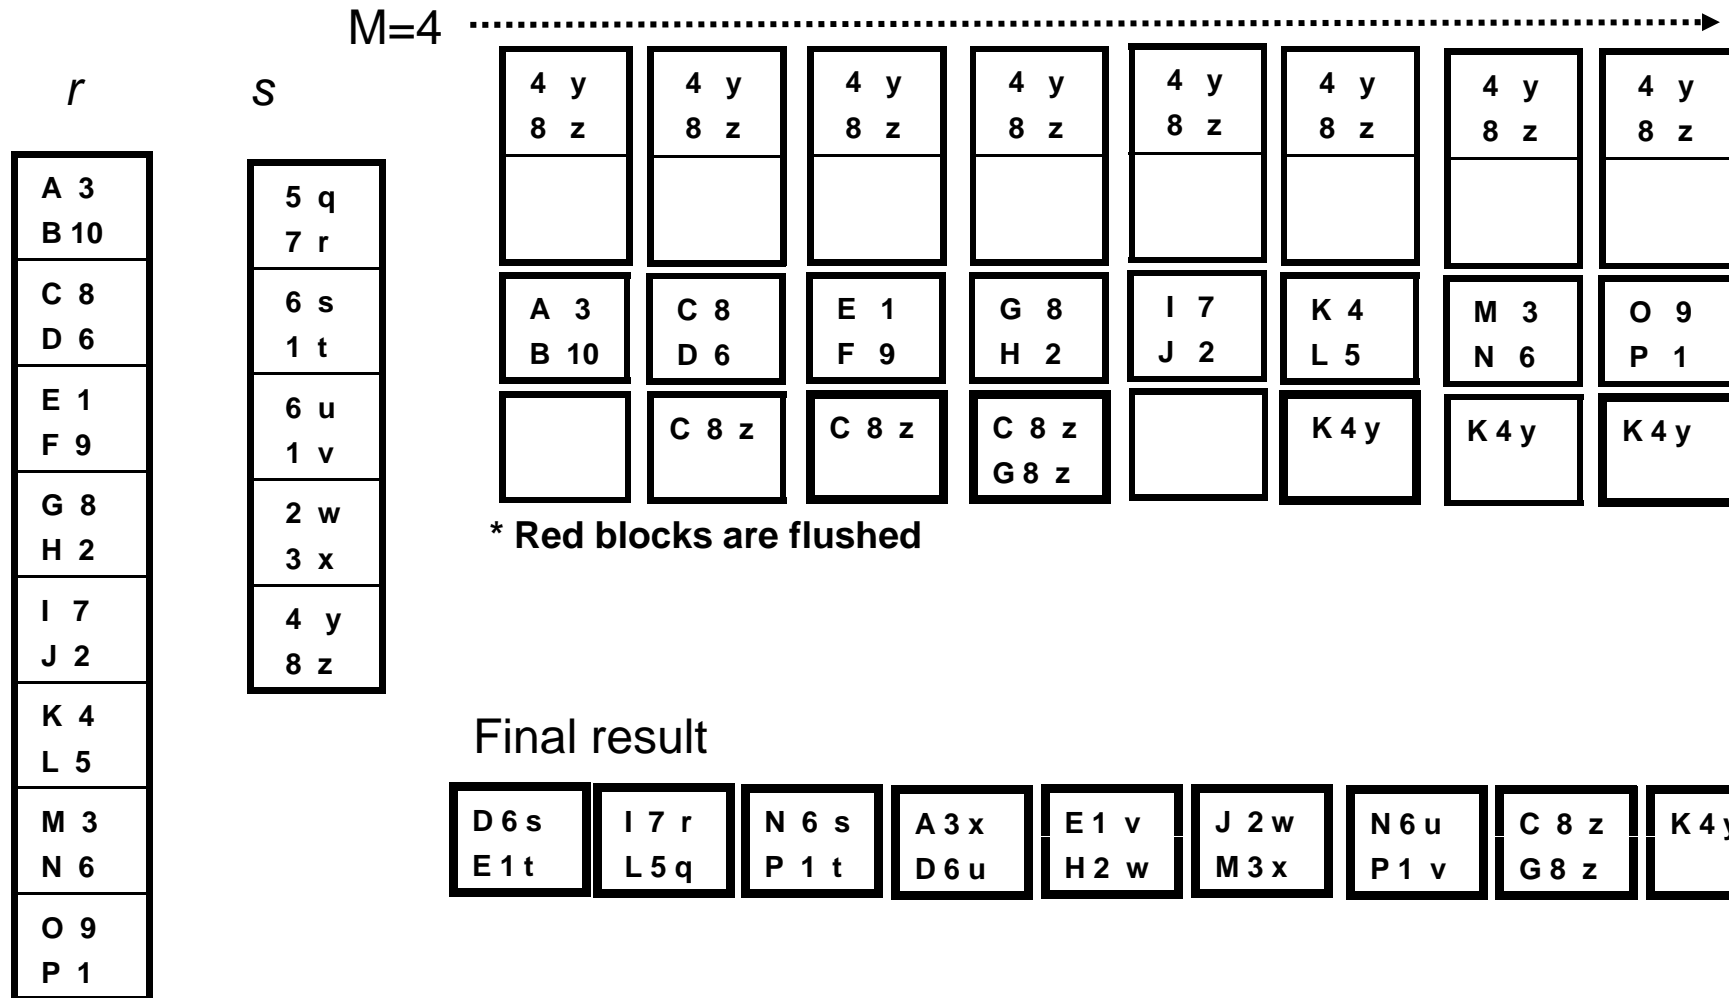 M=4
r
s
A 3
B 10
C 8
D 6
E 1
F 9
G 8
H 2
I 7
J 2
K 4
L 5
M 3
N 6
O 9
P 1
5 q
7 r
6 s
1 t
6 u
1 v
2 w
3 x
4 y
8 z
4 y
8 z
A 3
B 10
4 y
8 z
C 8
D 6
C 8 z
4 y
8 z
E 1
F 9
C 8 z
4 y
8 z
G 8
H 2
C 8 z
G 8 z
4 y
8 z
I 7
J 2
4 y
8 z
K 4
L 5
K 4 y
4 y
8 z
M 3
N 6
K 4 y
4 y
8 z
O 9
P 1
K 4 y
* Red blocks are flushed
Final result
D 6 s
E 1 t
I 7 r
L 5 q
N 6 s
P 1 t
A 3 x
D 6 u
E 1 v
H 2 w
J 2 w
M 3 x
N 6 u
P 1 v
C 8 z
G 8 z
K 4 y